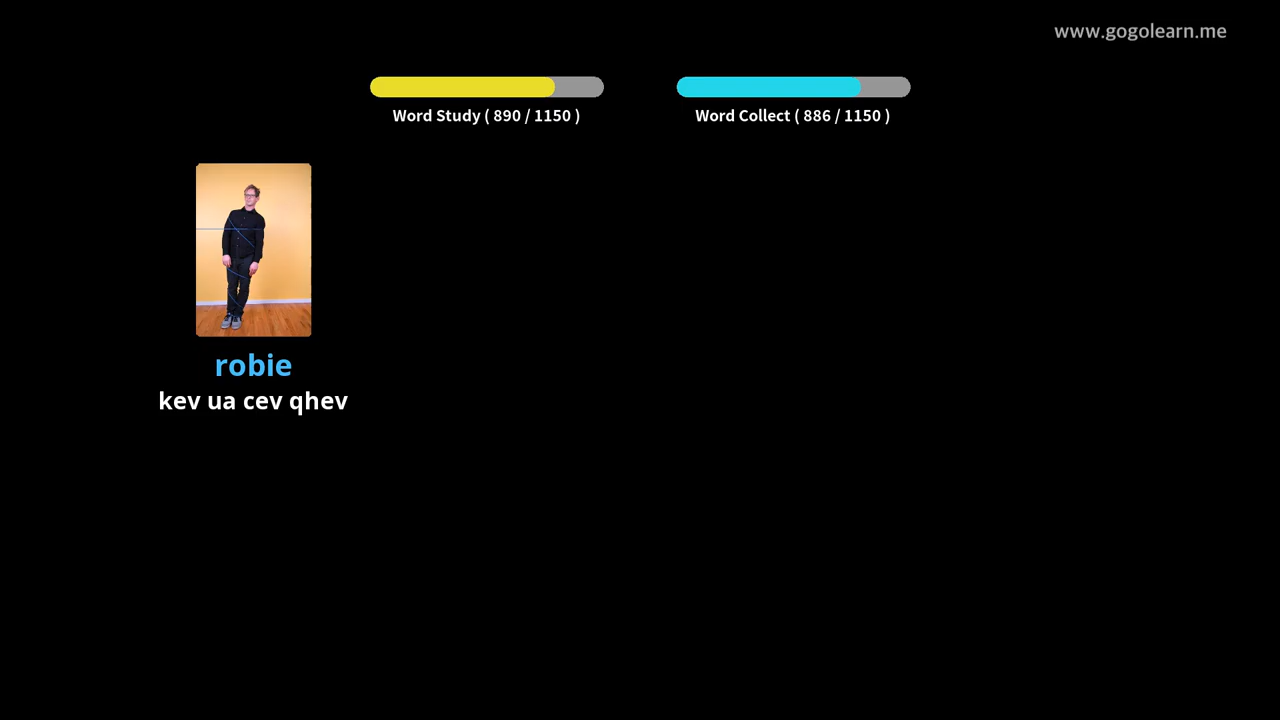 www.gogolearn.me
Word Study ( 890 / 1150 )
Word Collect ( 886 / 1150 )
robie
kev ua cev qhev